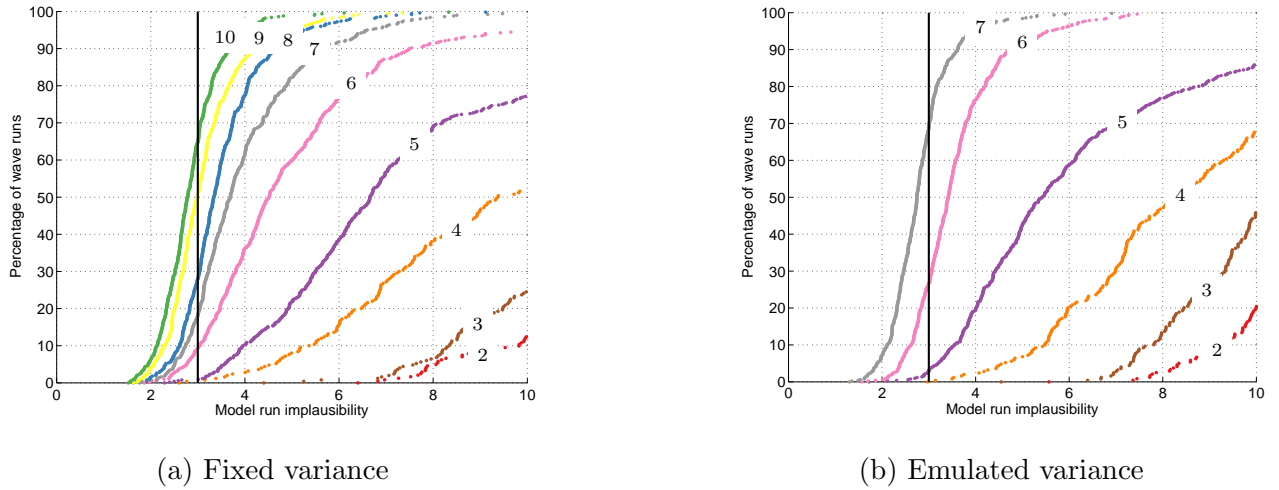 100
90
80
70
60
50
40
30
20
10
0
Percentage of wave runs
10 9 8 7 6 5 4 3 2
0 2 4 6 8 10
Model run implausibility
(a) Fixed variance
100
90
80
70
60
50
40
30
20
10
0
Percentage of wave runs
7 6 5 4 3 2
0 2 4 6 8 10
Model run implausibility
(b) Emulated variance